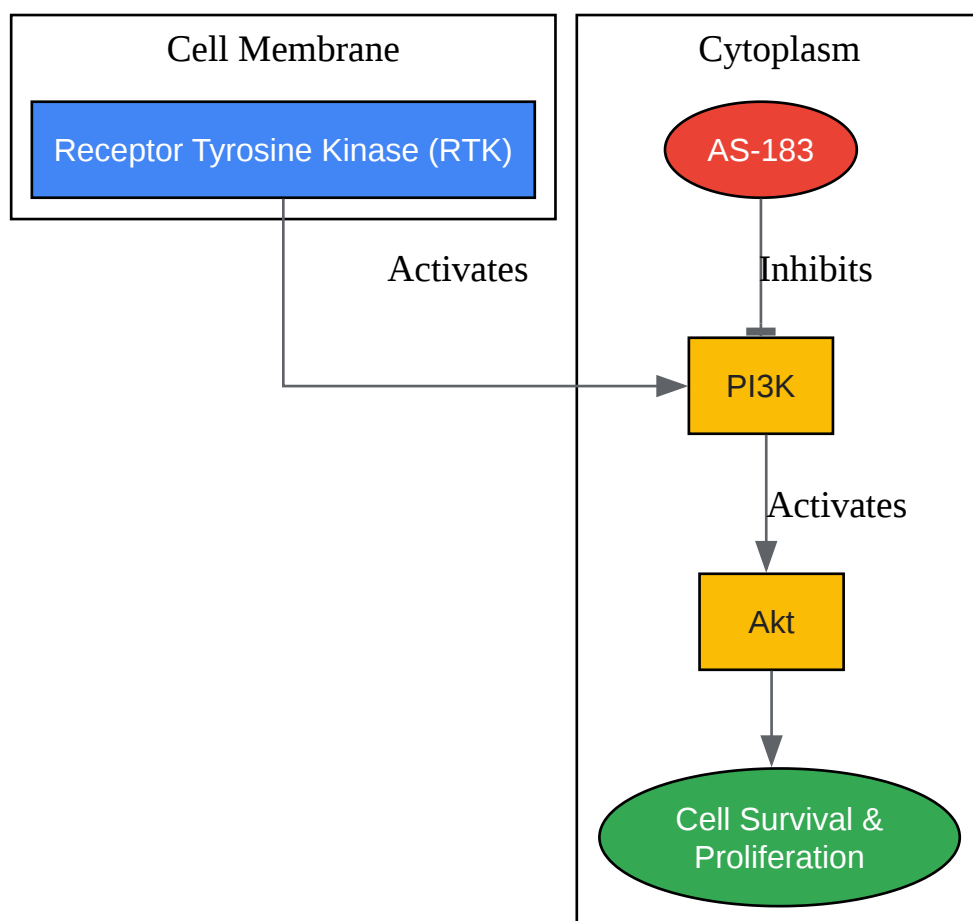 Cell Membrane
Receptor Tyrosine Kinase (RTK)
Activates
Cytoplasm
AS-183
Inhibits
PI3K
Activates
Akt
Cell Survival &
Proliferation